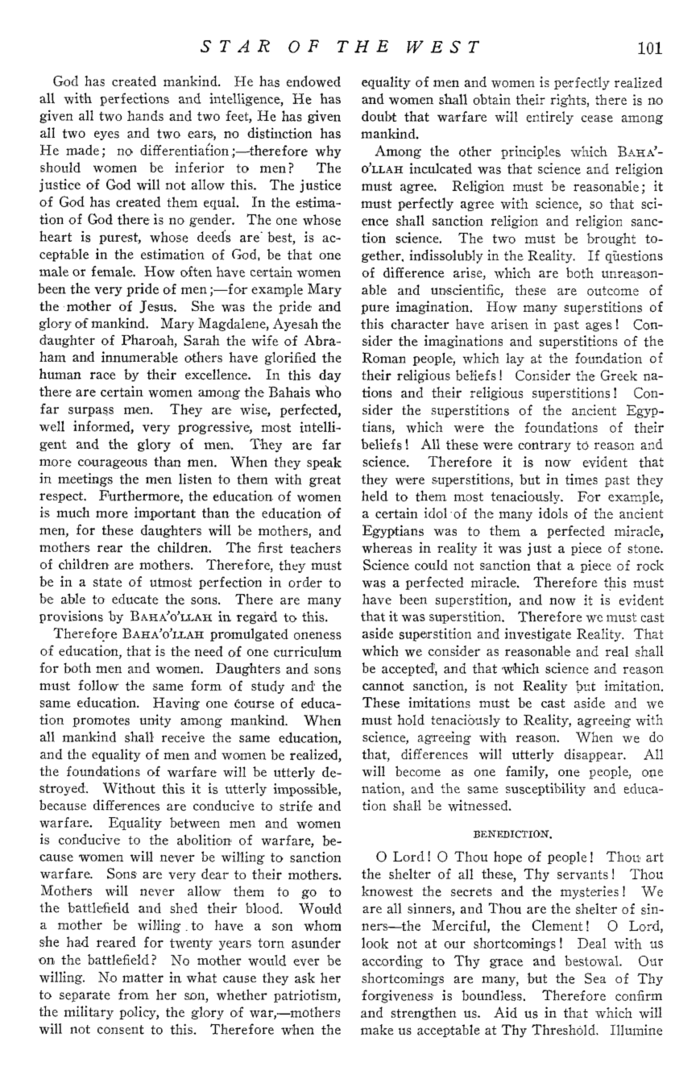 STAR OF THE WEST 101
God has created mankind. He has endowed
all with perfections and intelligence, He has
given all two hands and two feet, He has given
all two eyes and two ears, no distinction has
He made; no differentiation;—therefore why
should women be inferior to men? The
justice of God will not allow this. The justice
of God has created them equal. In the estima-
tion of God there is no gender. The one whose
heart is purest, whose deeds are best, is ac-
ceptable in the estimation of God, be that one
male or female. How often have certain women
been the very pride of men;—for example Mary
the mother of Jesus. She was the pride and
glory of mankind. Mary Magdalene, Ayesah the
daughter of Pharoah, Sarah the wife of Abra-
ham and innumerable others have glorified the
human race by their excellence. In this day
there are certain women among the Bahais who
far surpass men. They are wise, perfected,
well informed, very progressive, most intelli-
gent and the glory of men. They are far
more courageous than men. When they speak
in meetings the men listen to them with great
respect. Furthermore, the education of women
is much more important than the education of
men, for these daughters will be mothers, and
mothers rear the children. The first teachers
of children are mothers. Therefore, they must
be in a state of utmost perfection in order to
be able to educate the sons. There are many
provisions by BAHA'O'LLAH in regard to this.
Therefore BAHA'O'LLAH promulgated oneness
of education, that is the need of one curriculum
for both men and women. Daughters and sons
must follow the same form of study and the
same education. Having one course of educa-
tion promotes unity among mankind. When
all mankind shall receive the same education,
and the equality of men and women be realized,
the foundations of warfare will be utterly de-
stroyed. Without this it is utterly impossible,
because differences are conducive to strife and
warfare. Equality between men and women
is conducive to the abolition of warfare, be-
cause women will never be willing to sanction
warfare. Sons are very dear to their mothers.
Mothers will never allow them to go to
the battlefield and shed their blood. Would
a mother be willing to have a son whom
she had reared for twenty years torn asunder
on the battlefield? No mother would ever be
willing. No matter in what cause they ask her
to separate from her son, whether patriotism,
the military policy, the glory of war,—mothers
will not consent to this. Therefore when the
equality of men and women is perfectly realized
and women shall obtain their rights, there is no
doubt that warfare will entirely cease among
mankind.
Among the other principles which BAHA'-
O'LLAH inculcated was that science and religion
must agree. Religion must be reasonable; it
must perfectly agree with science, so that sci-
ence shall sanction religion and religion sanc-
tion science. The two must be brought to-
gether, indissolubly in the Reality. If questions
of difference arise, which are both unreason-
able and unscientific, these are outcome of
pure imagination. How many superstitions of
this character have arisen in past ages! Con-
sider the imaginations and superstitions of the
Roman people, which lay at the foundation of
their religious beliefs! Consider the Greek na-
tions and their religious superstitions! Con-
sider the superstitions of the ancient Egyp-
tians, which were the foundations of their
beliefs! All these were contrary to reason and
science. Therefore it is now evident that
they were superstitions, but in times past they
held to them most tenaciously. For example,
a certain idol of the many idols of the ancient
Egyptians was to them a perfected miracle,
whereas in reality it was just a piece of stone.
Science could not sanction that a piece of rock
was a perfected miracle. Therefore this must
have been superstition, and now it is evident
that it was superstition. Therefore we must cast
aside superstition and investigate Reality. That
which we consider as reasonable and real shall
be accepted, and that which science and reason
cannot sanction, is not Reality but imitation.
These imitations must be cast aside and we
must hold tenaciously to Reality, agreeing with
science, agreeing with reason. When we do
that, differences will utterly disappear. All
will become as one family, one people, one
nation, and the same susceptibility and educa-
tion shall be witnessed.
BENEDICTION.
O Lord! O Thou hope of people! Thou art
the shelter of all these, Thy servants! Thou
knowest the secrets and the mysteries! We
are all sinners, and Thou are the shelter of sin-
ners—the Merciful, the Clement! O Lord,
look not at our shortcomings! Deal with us
according to Thy grace and bestowal. Our
shortcomings are many, but the Sea of Thy
forgiveness is boundless. Therefore confirm
and strengthen us. Aid us in that which will
make us acceptable at Thy Threshold. Illumine